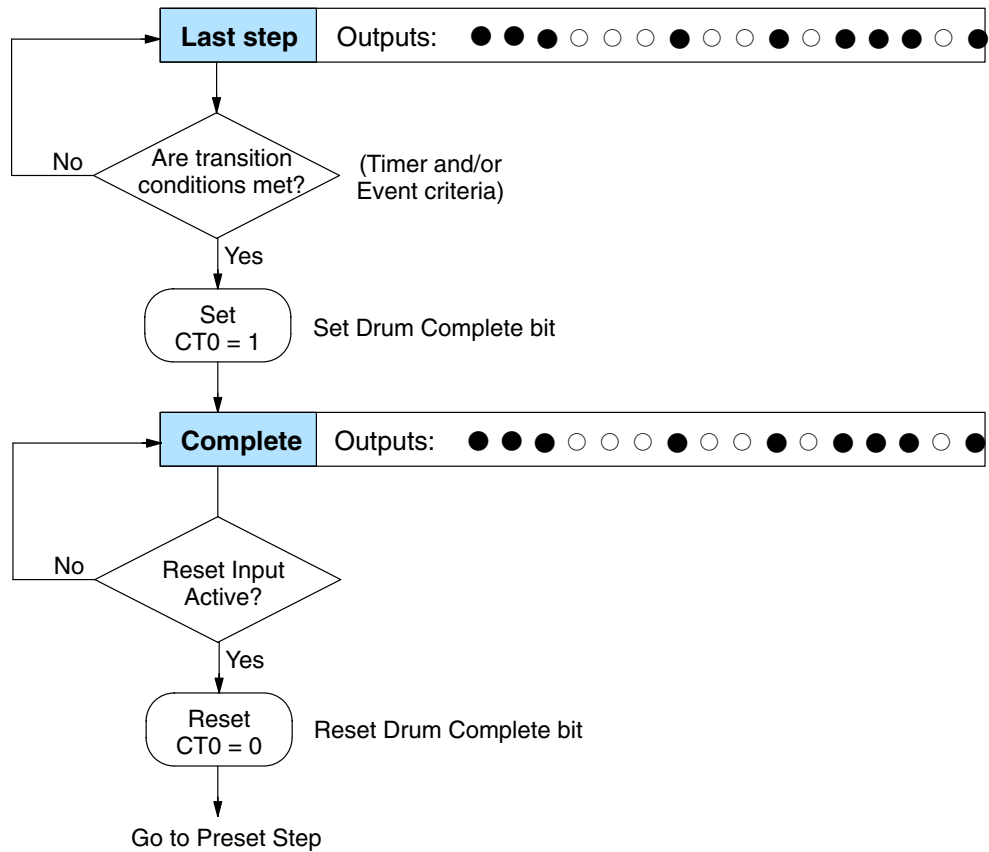 Last step Outputs:
No
Are transition
conditions met?
(Timer and/or
Event criteria)
Yes
Set
CT0 = 1
Set Drum Complete bit
Complete Outputs:
No
Reset Input
Active?
Yes
Reset
CT0 = 0
Reset Drum Complete bit
Go to Preset Step